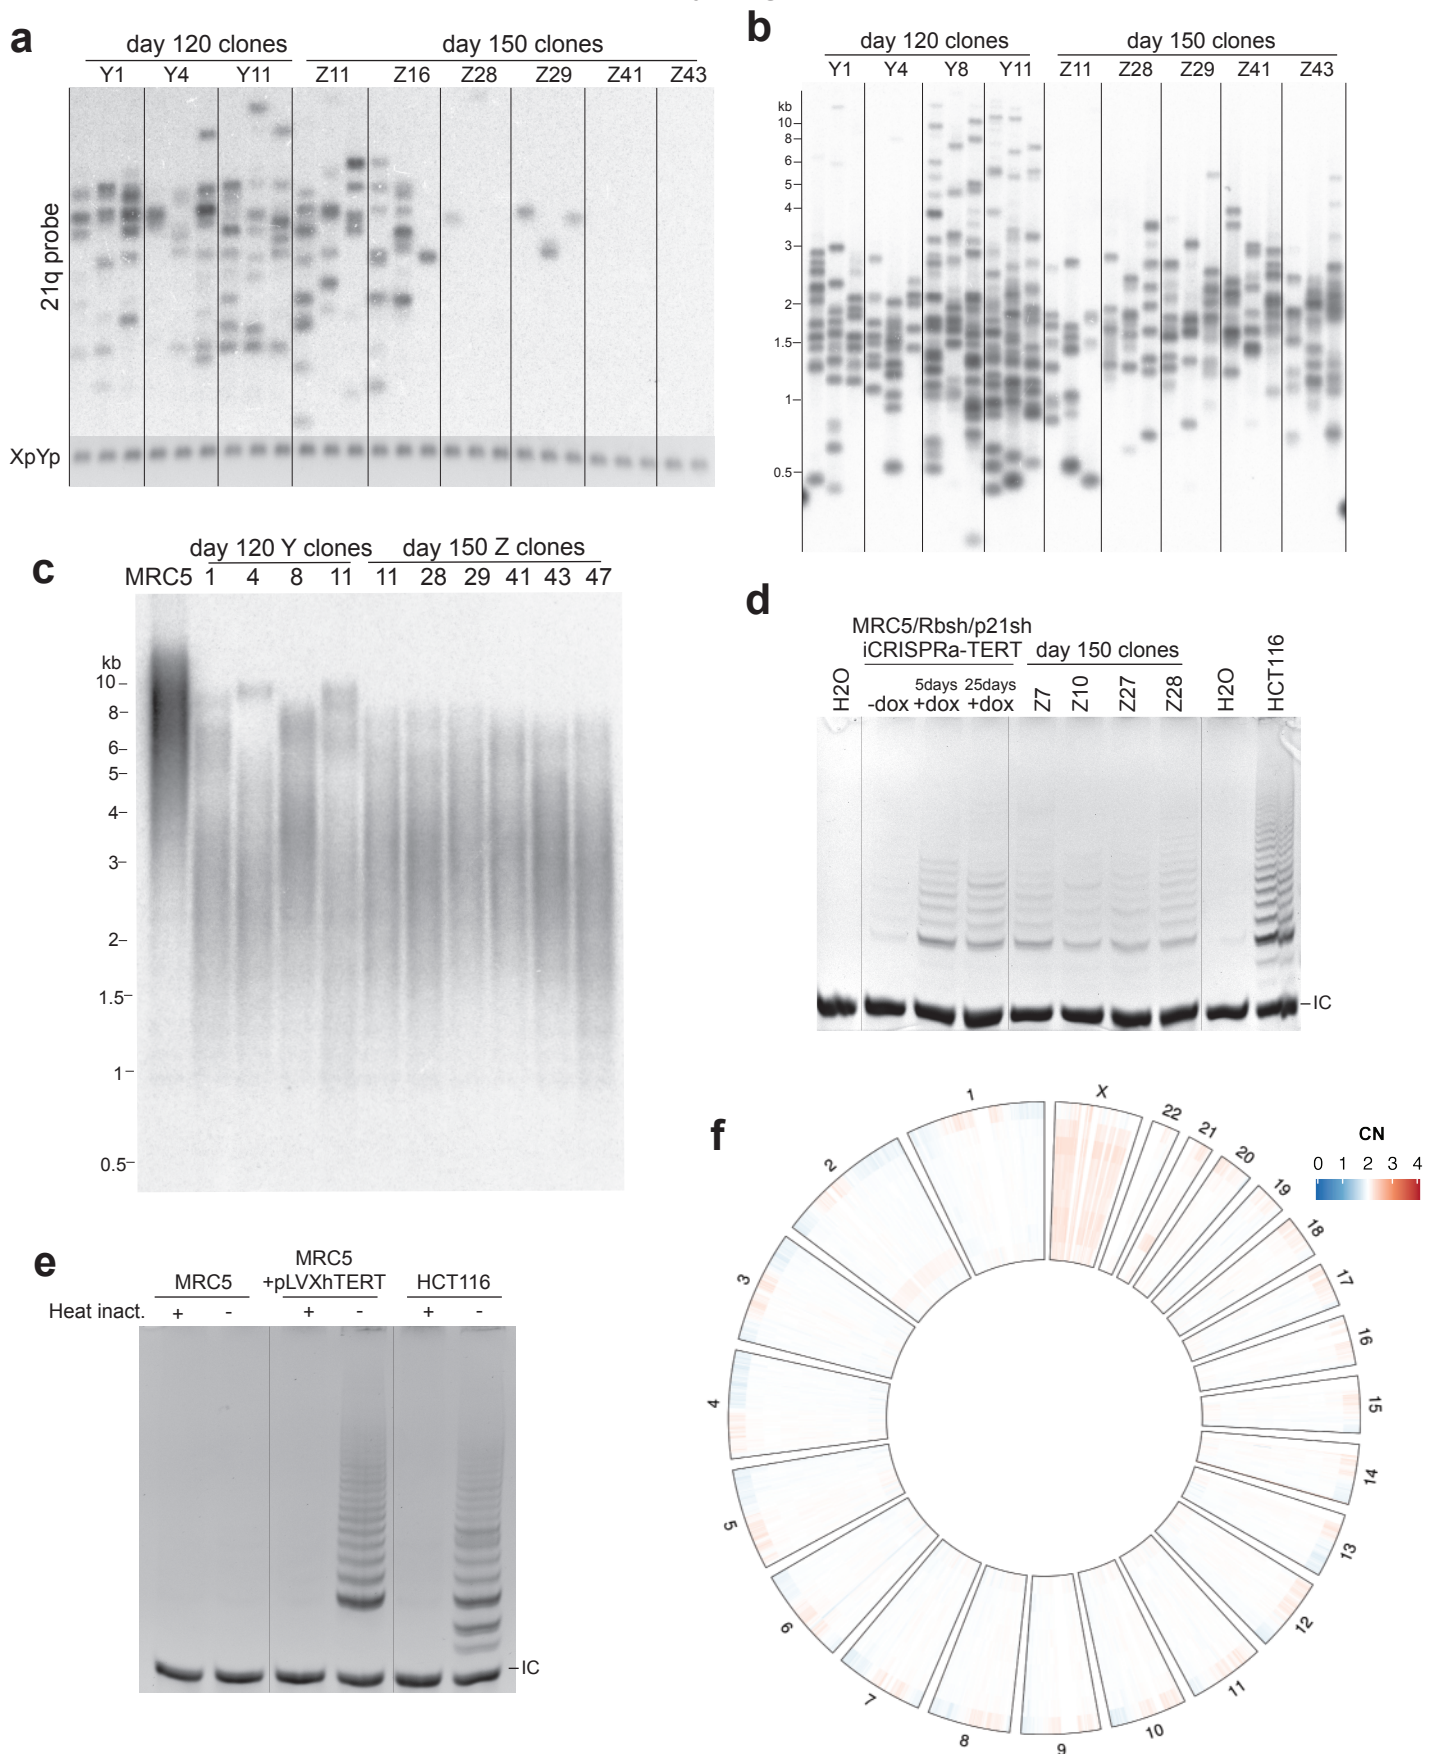 a
day 120 clones
day 150 clones
Y1 Y4 Y11 Z11 Z16 Z28 Z29 Z41 Z43
21q probe
XpYp
b
day 120 clones
day 150 clones
Y1 Y4 Y8 Y11 Z11 Z28 Z29 Z41 Z43
kb
10
8
6
5
4
3
2
1.5
1
0.5
c
day 120 Y clones
day 150 Z clones
MRC5 1 4 8 11 11 28 29 41 43 47
kb
10
8
6
5
4
3
2
1.5
1
0.5
d
MRC5/Rbsh/p21sh
iCRISPRa-TERT
day 150 clones
H2O
-dox
5days
+dox
25days
+dox
Z7
Z10
Z27
Z28
H2O
HCT116
IC
e
MRC5
MRC5
+pLVXhTERT
HCT116
Heat inact. + - + - + -
IC
f
1
2
3
4
5
6
7
8
9
10
11
12
13
14
15
16
17
18
19
20
21
22
X
CN
0 1 2 3 4